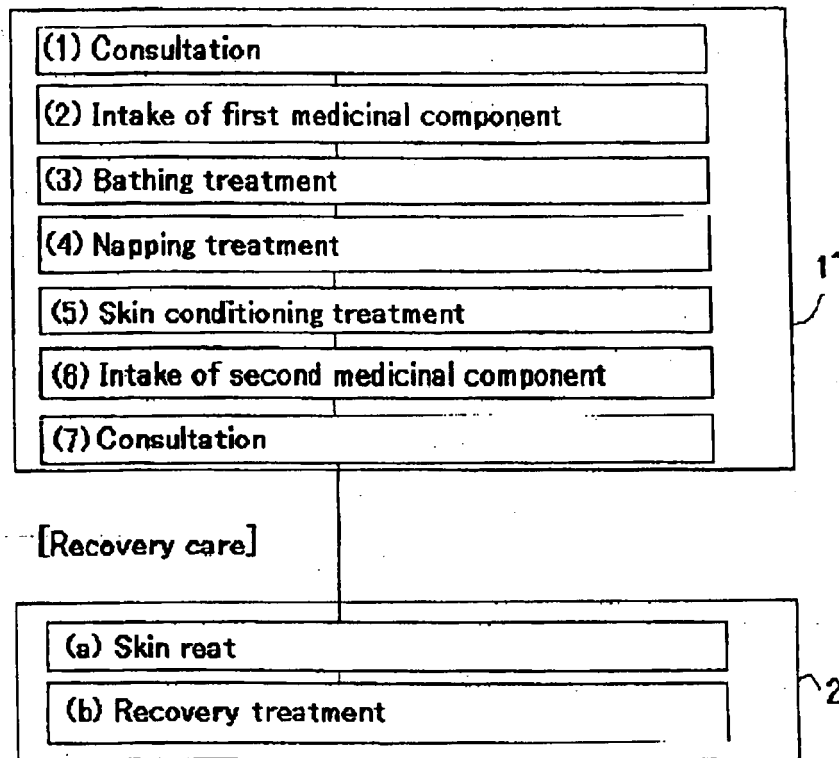 (1) Consultation
(2) Intake of first medicinal component
(3) Bathing treatment
(4) Napping treatment
1
(5) Skin conditioning treatment
(6) Intake of second medicinal component
(7) Consultation
[Recovery care]
(a) Skin reat
(b) Recovery treatment
2